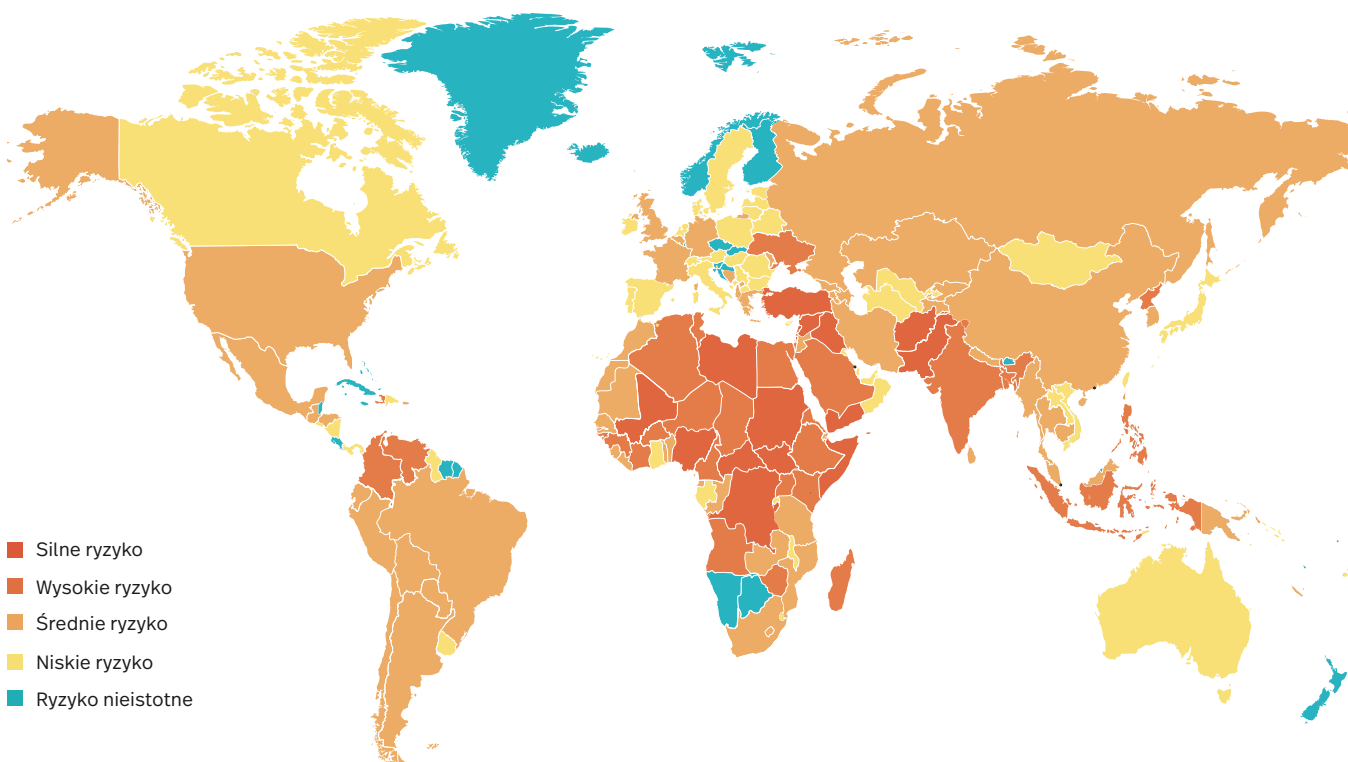 Silne ryzyko
Wysokie ryzyko
Średnie ryzyko
Niskie ryzyko
Ryzyko nieistotne